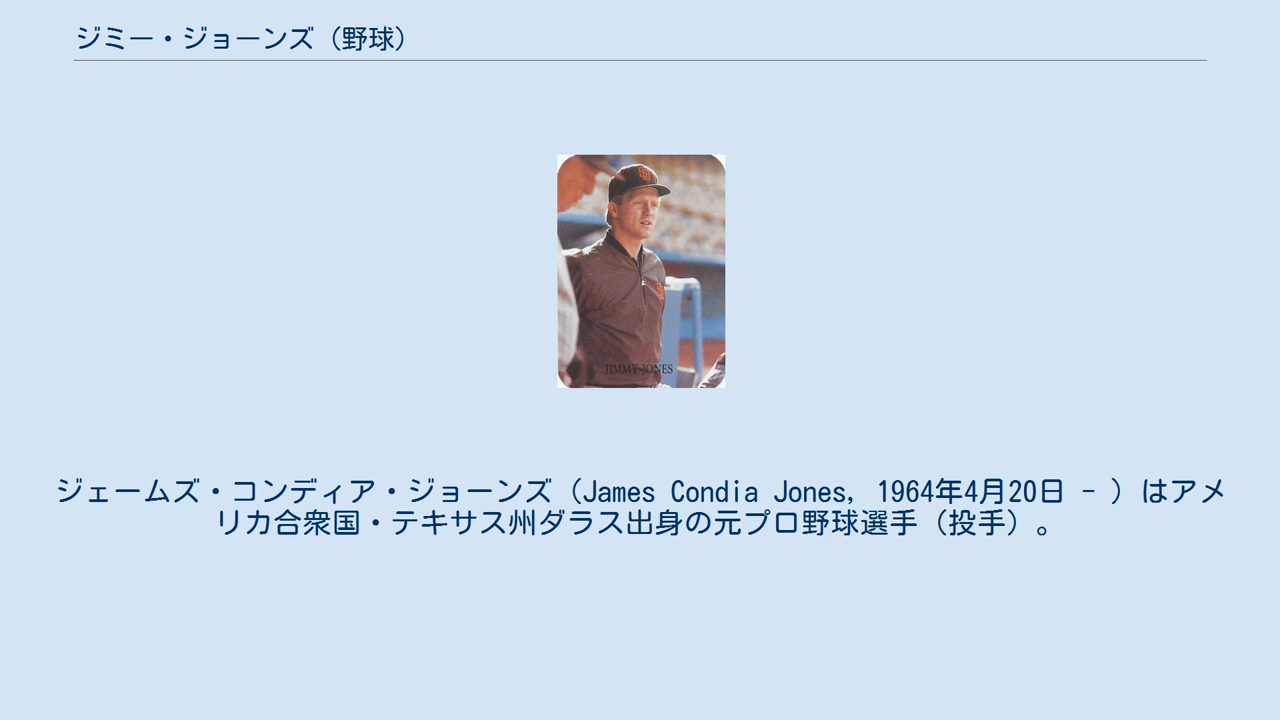 ジミー・ジョーンズ（野球）
JIMMY JONES
ジェームズ・コンディア・ジョーンズ（James Condia Jones, 1964年4月20日 - ）はアメ
リカ合衆国・テキサス州ダラス出身の元プロ野球選手（投手）。